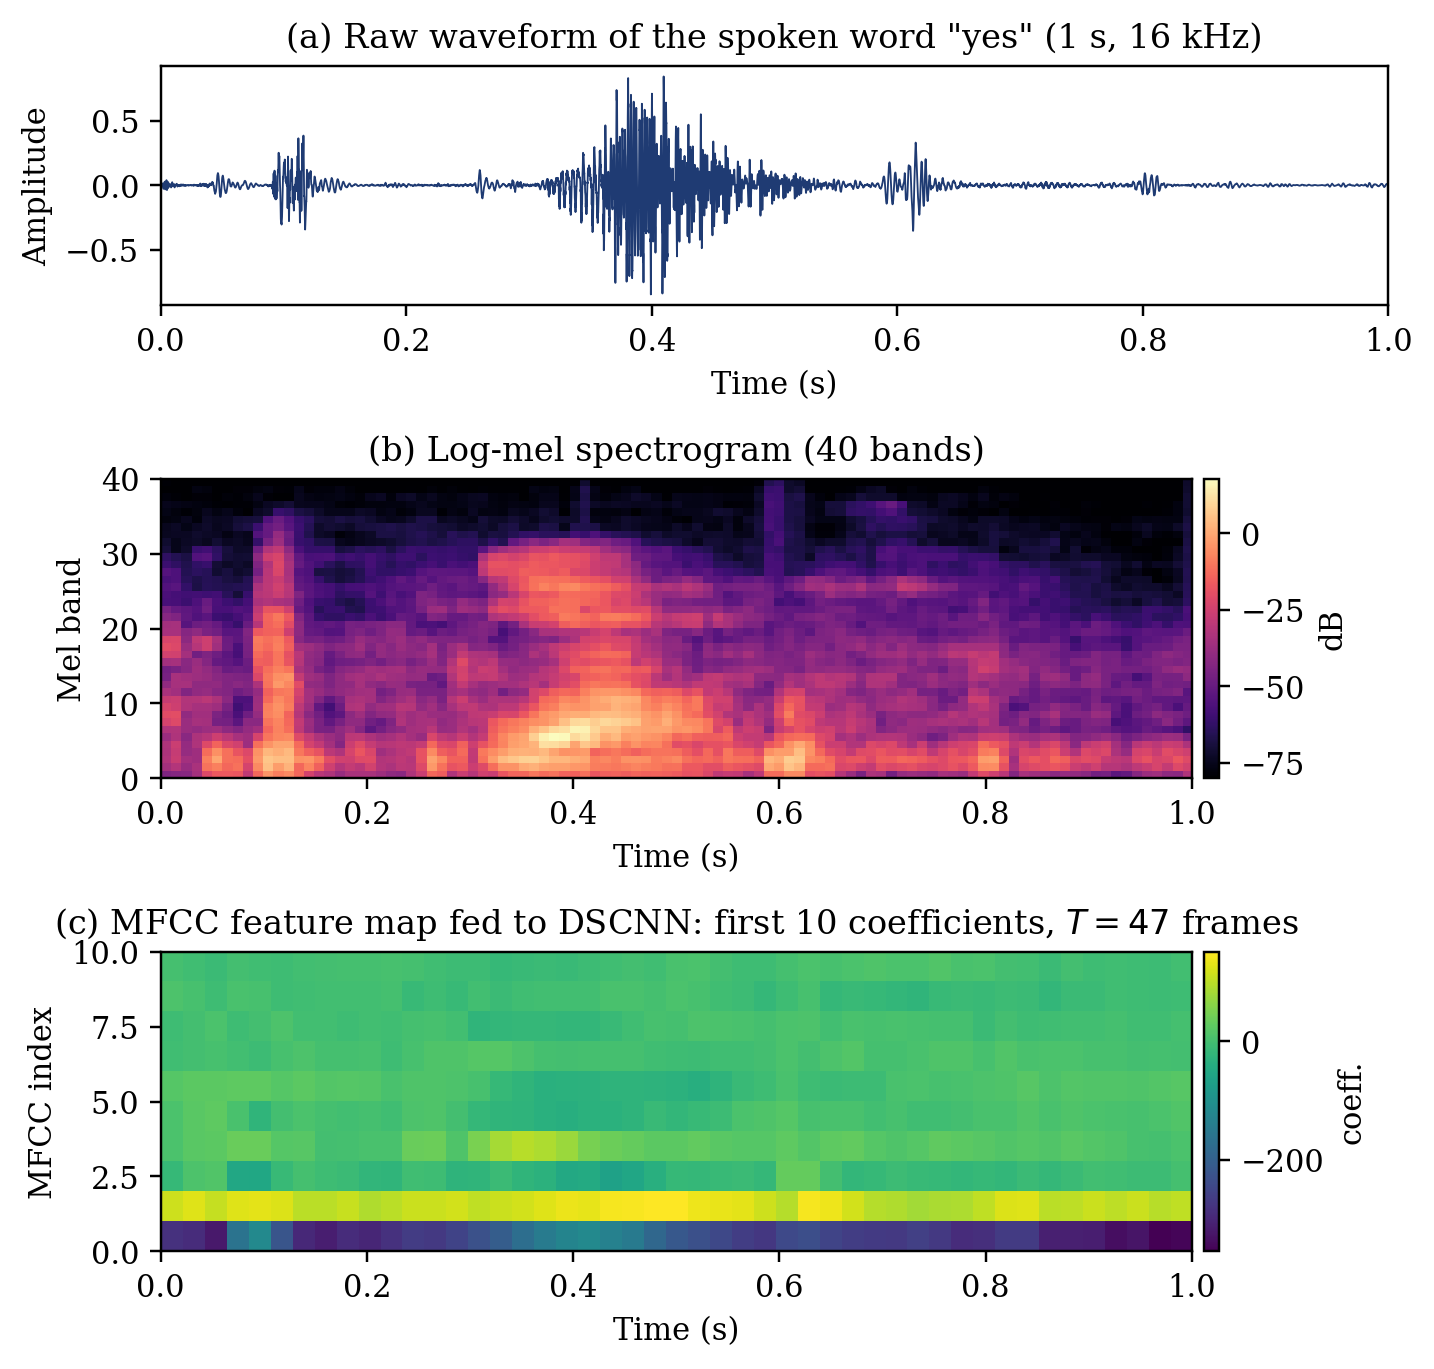 (a) Raw waveform of the spoken word "yes" (1 s, 16 kHz)
Amplitude
0.5
0.0
−0.5
0.0 0.2 0.4 0.6 0.8 1.0
Time (s)
(b) Log-mel spectrogram (40 bands)
Mel band
40
30
20
10
0
0.0 0.2 0.4 0.6 0.8 1.0
Time (s)
0
−25
−50
−75
dB
(c) MFCC feature map fed to DSCNN: first 10 coefficients, T = 47 frames
MFCC index
10.0
7.5
5.0
2.5
0.0
0.0 0.2 0.4 0.6 0.8 1.0
Time (s)
0
−200
coeff.